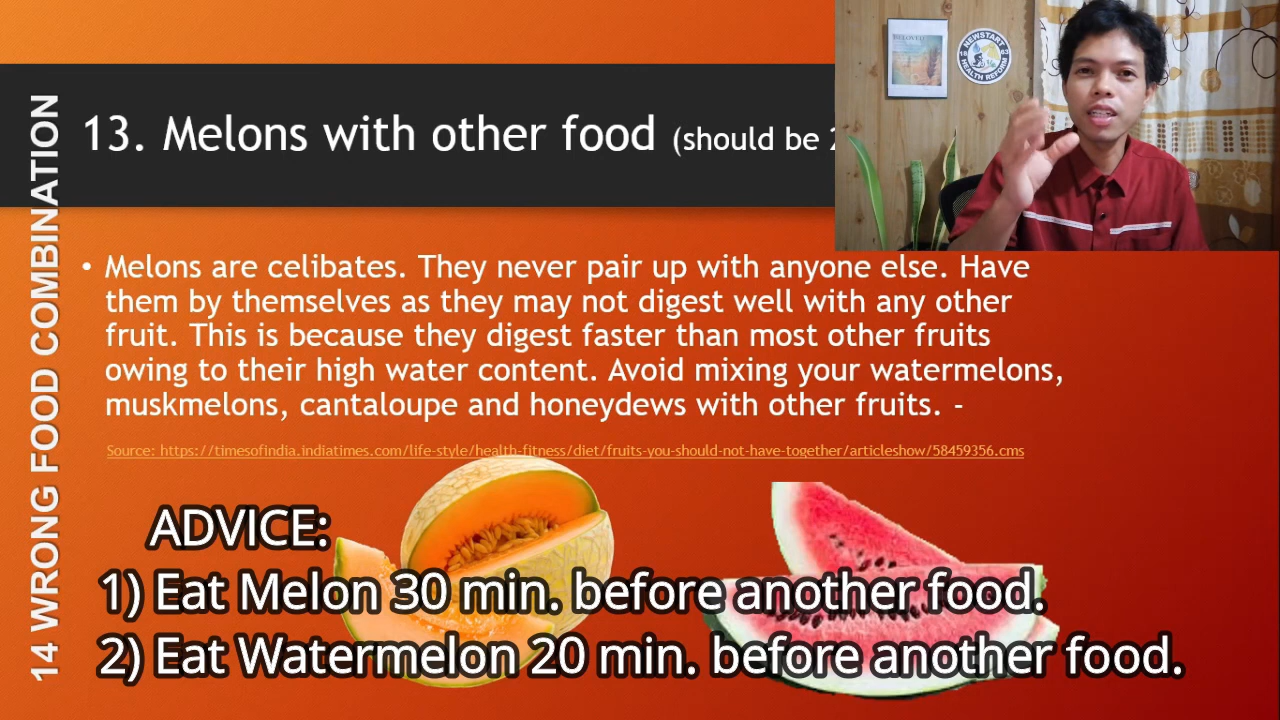 14 WRONG FOOD COMBINATION
13. Melons with other food (should be
BELOVED
NEWSTART
18 63
HEALTH REFORM
• Melons are celibates. They never pair up with anyone else. Have
them by themselves as they may not digest well with any other
fruit. This is because they digest faster than most other fruits
owing to their high water content. Avoid mixing your watermelons,
muskmelons, cantaloupe and honeydews with other fruits. -
Source: https://timesofindia.indiatimes.com/life-style/health-fitness/diet/fruits-you-should-not-have-together/articleshow/58459356.cms
ADVICE:
1) Eat Melon 30 min. before another food.
2) Eat Watermelon 20 min. before another food.